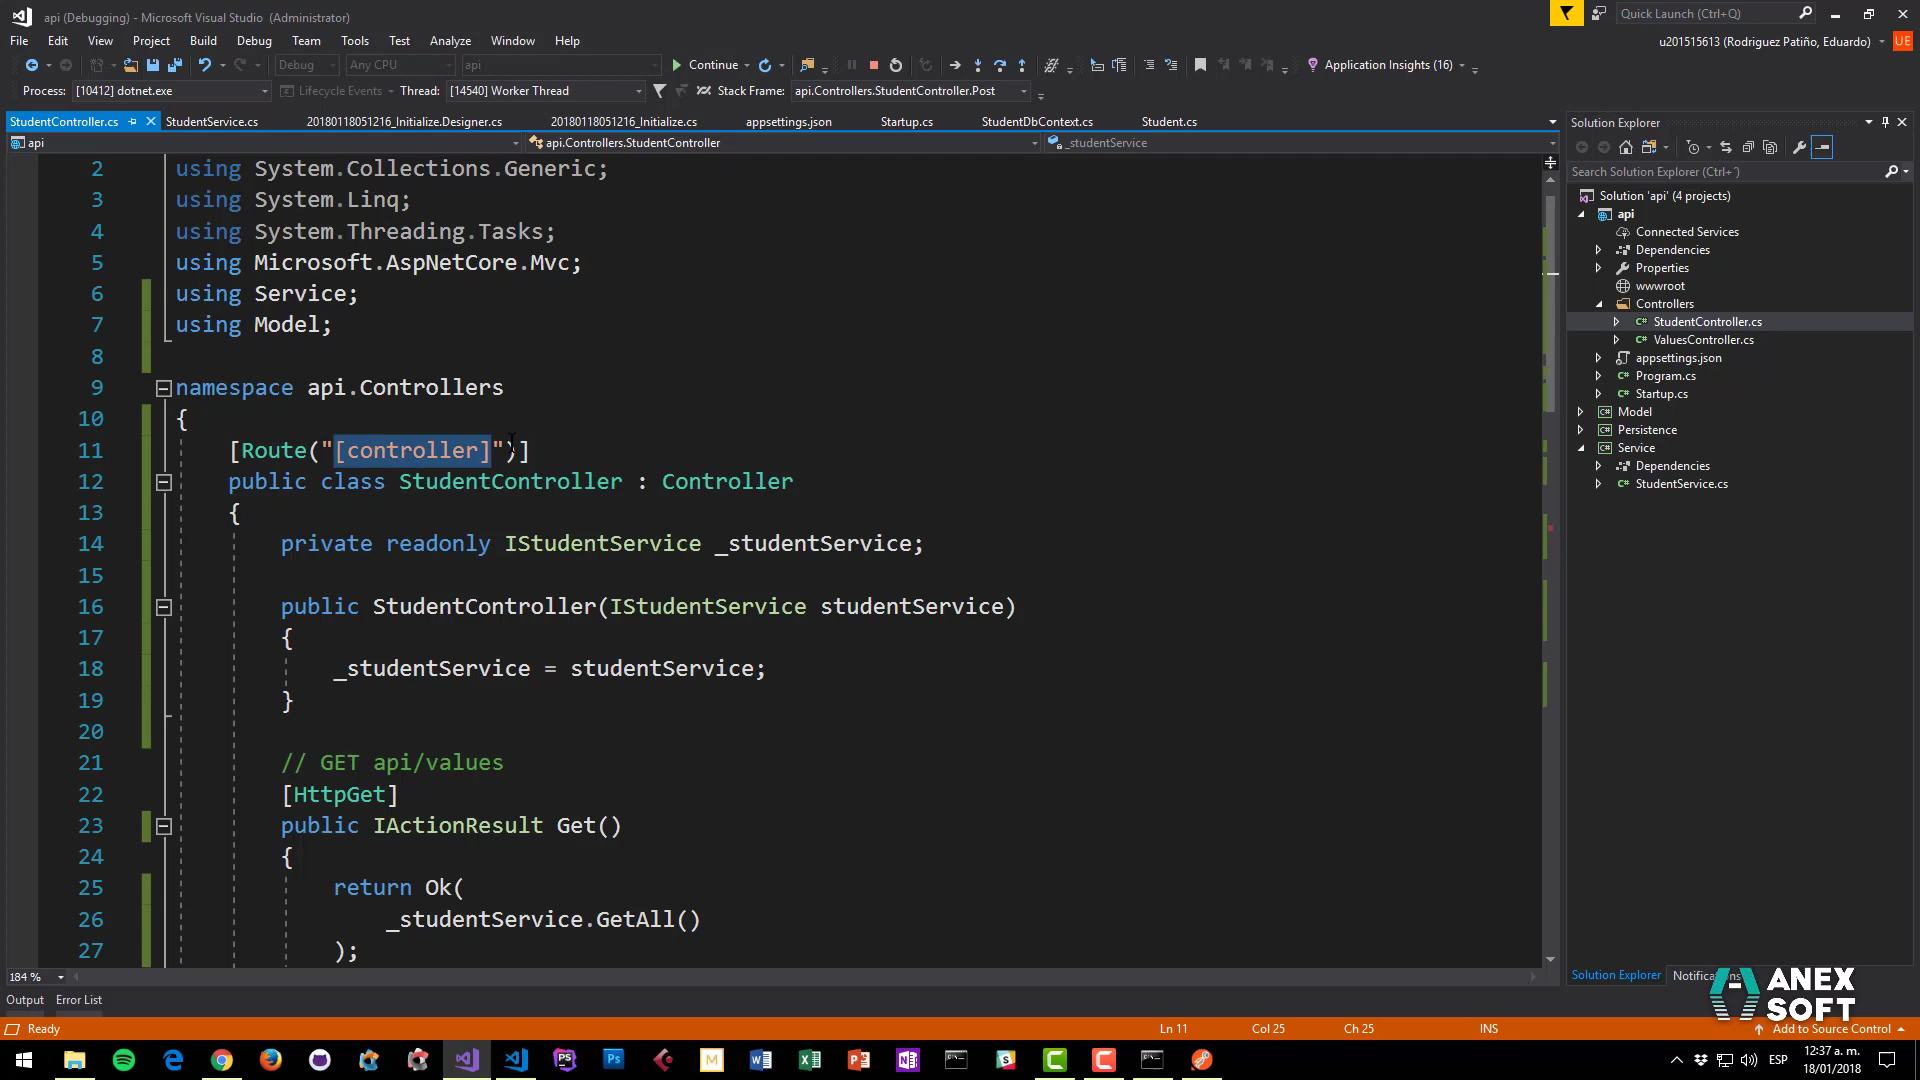 api (Debugging) - Microsoft Visual Studio (Administrator)
Quick Launch (Ctrl+Q)
File Edit View Project Build Debug Team Tools Test Analyze Window Help
u201515613 (Rodriguez Patiño, Eduardo) UE
Debug Any CPU api Continue Application Insights (16)
Process: [10412] dotnet.exe Lifecycle Events Thread: [14540] Worker Thread Stack Frame: api.Controllers.StudentController.Post
StudentController.cs StudentService.cs 20180118051216_Initialize.Designer.cs 20180118051216_Initialize.cs appsettings.json Startup.cs StudentDbContext.cs Student.cs
api api.Controllers.StudentController _studentService
2 using System.Collections.Generic;
3 using System.Linq;
4 using System.Threading.Tasks;
5 using Microsoft.AspNetCore.Mvc;
6 using Service;
7 using Model;
8
9 namespace api.Controllers
10 {
11 [Route("[controller]")]
12 public class StudentController : Controller
13 {
14 private readonly IStudentService _studentService;
15
16 public StudentController(IStudentService studentService)
17 {
18 _studentService = studentService;
19 }
20
21 // GET api/values
22 [HttpGet]
23 public IActionResult Get()
24 {
25 return Ok(
26 _studentService.GetAll()
27 );
184 %
Solution Explorer
Search Solution Explorer (Ctrl+´)
Solution 'api' (4 projects)
api
Connected Services
Dependencies
Properties
wwwroot
Controllers
C# StudentController.cs
C# ValuesController.cs
appsettings.json
C# Program.cs
C# Startup.cs
C# Model
C# Persistence
C# Service
Dependencies
C# StudentService.cs
Solution Explorer
ANEX
SOFT
Output Error List
Ready Ln 11 Col 25 Ch 25 INS Add to Source Control
ESP
12:37 a. m.
18/01/2018